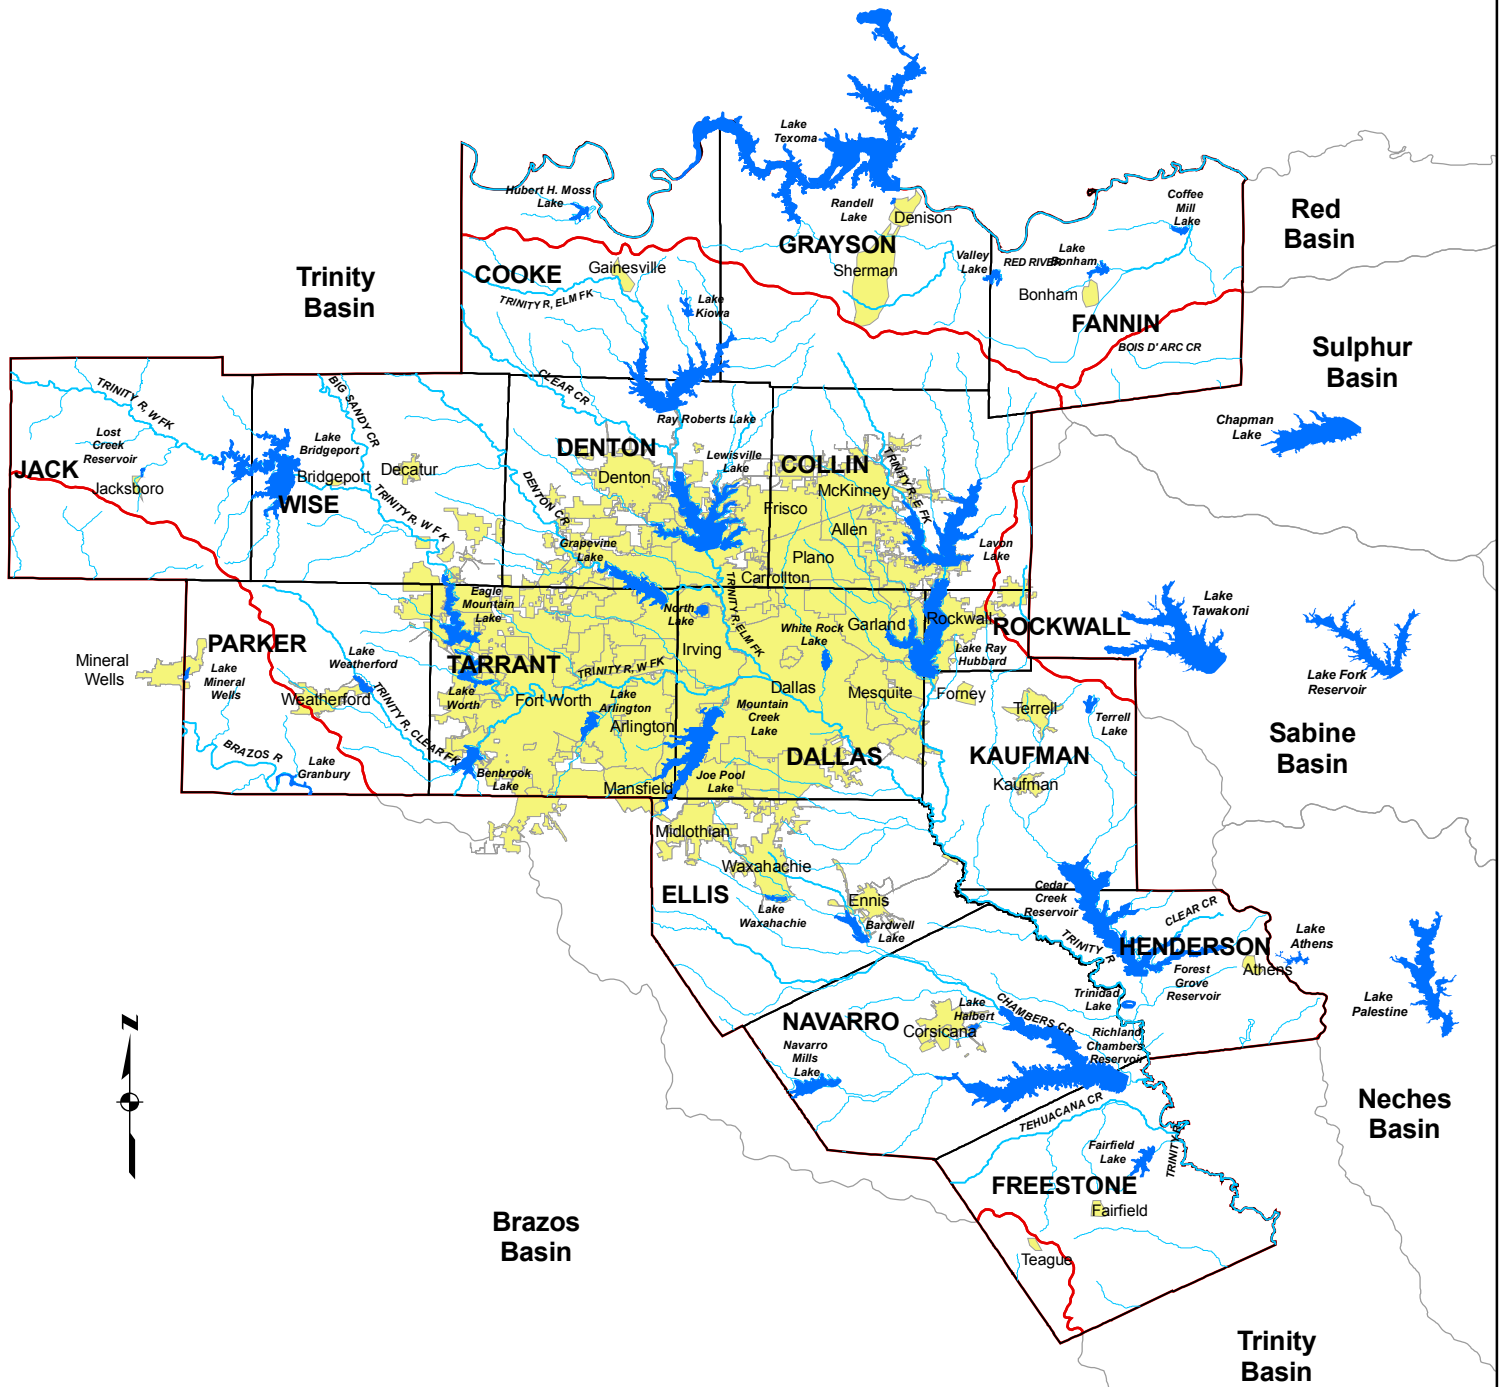 Lake
Texoma
Hubert H. Moss
Lake
Randell
Lake
Denison
Coffee
Mill
Lake
Red
Basin
GRAYSON
Sherman
Valley
Lake
RED RIVER
Lake
Bonham
Bonham
FANNIN
BOIS D' ARC CR
Trinity
Basin
COOKE
Gainesville
TRINITY R, ELM FK
Lake
Kiowa
Sulphur
Basin
Chapman
Lake
TRINITY R, W FK
Lost
Creek
Reservoir
JACK
Jacksboro
BIG SANDY CR
Lake
Bridgeport
Bridgeport
Decatur
WISE
TRINITY R, W FK
CLEAR CR
Ray Roberts Lake
DENTON
Denton
Lewisville
Lake
DENTON CR
Grapevine
Lake
COLLIN
McKinney
Frisco
Allen
Plano
Carrollton
TRINITY R, E FK
Lavon
Lake
Eagle
Mountain
Lake
North
Lake
TRINITY R, ELM FK
White Rock
Lake
Garland
Rockwall
ROCKWALL
Lake Ray
Hubbard
Lake
Tawakoni
Lake Fork
Reservoir
Mineral
Wells
PARKER
Lake
Mineral
Wells
Lake
Weatherford
Weatherford
TRINITY R, CLEAR FK
BRAZOS R
Lake
Granbury
TARRANT
Irving
TRINITY R, W FK
Lake
Worth
Fort Worth
Lake
Arlington
Arlington
Dallas
Mountain
Creek
Lake
Mesquite
Forney
Terrell
Terrell
Lake
Sabine
Basin
DALLAS
KAUFMAN
Kaufman
Benbrook
Lake
Mansfield
Joe Pool
Lake
Midlothian
Waxahachie
ELLIS
Lake
Waxahachie
Ennis
Bardwell
Lake
Cedar
Creek
Reservoir
CLEAR CR
TRINITY R
HENDERSON
Athens
Lake
Athens
Forest
Grove
Reservoir
Trinidad
Lake
Lake
Palestine
NAVARRO
Corsicana
Lake
Halbert
CHAMBERS CR
Richland
Chambers
Reservoir
Navarro
Mills
Lake
Neches
Basin
TEHUACANA CR
Fairfield
Lake
TRINITY R
FREESTONE
Fairfield
Teague
Brazos
Basin
Trinity
Basin
N